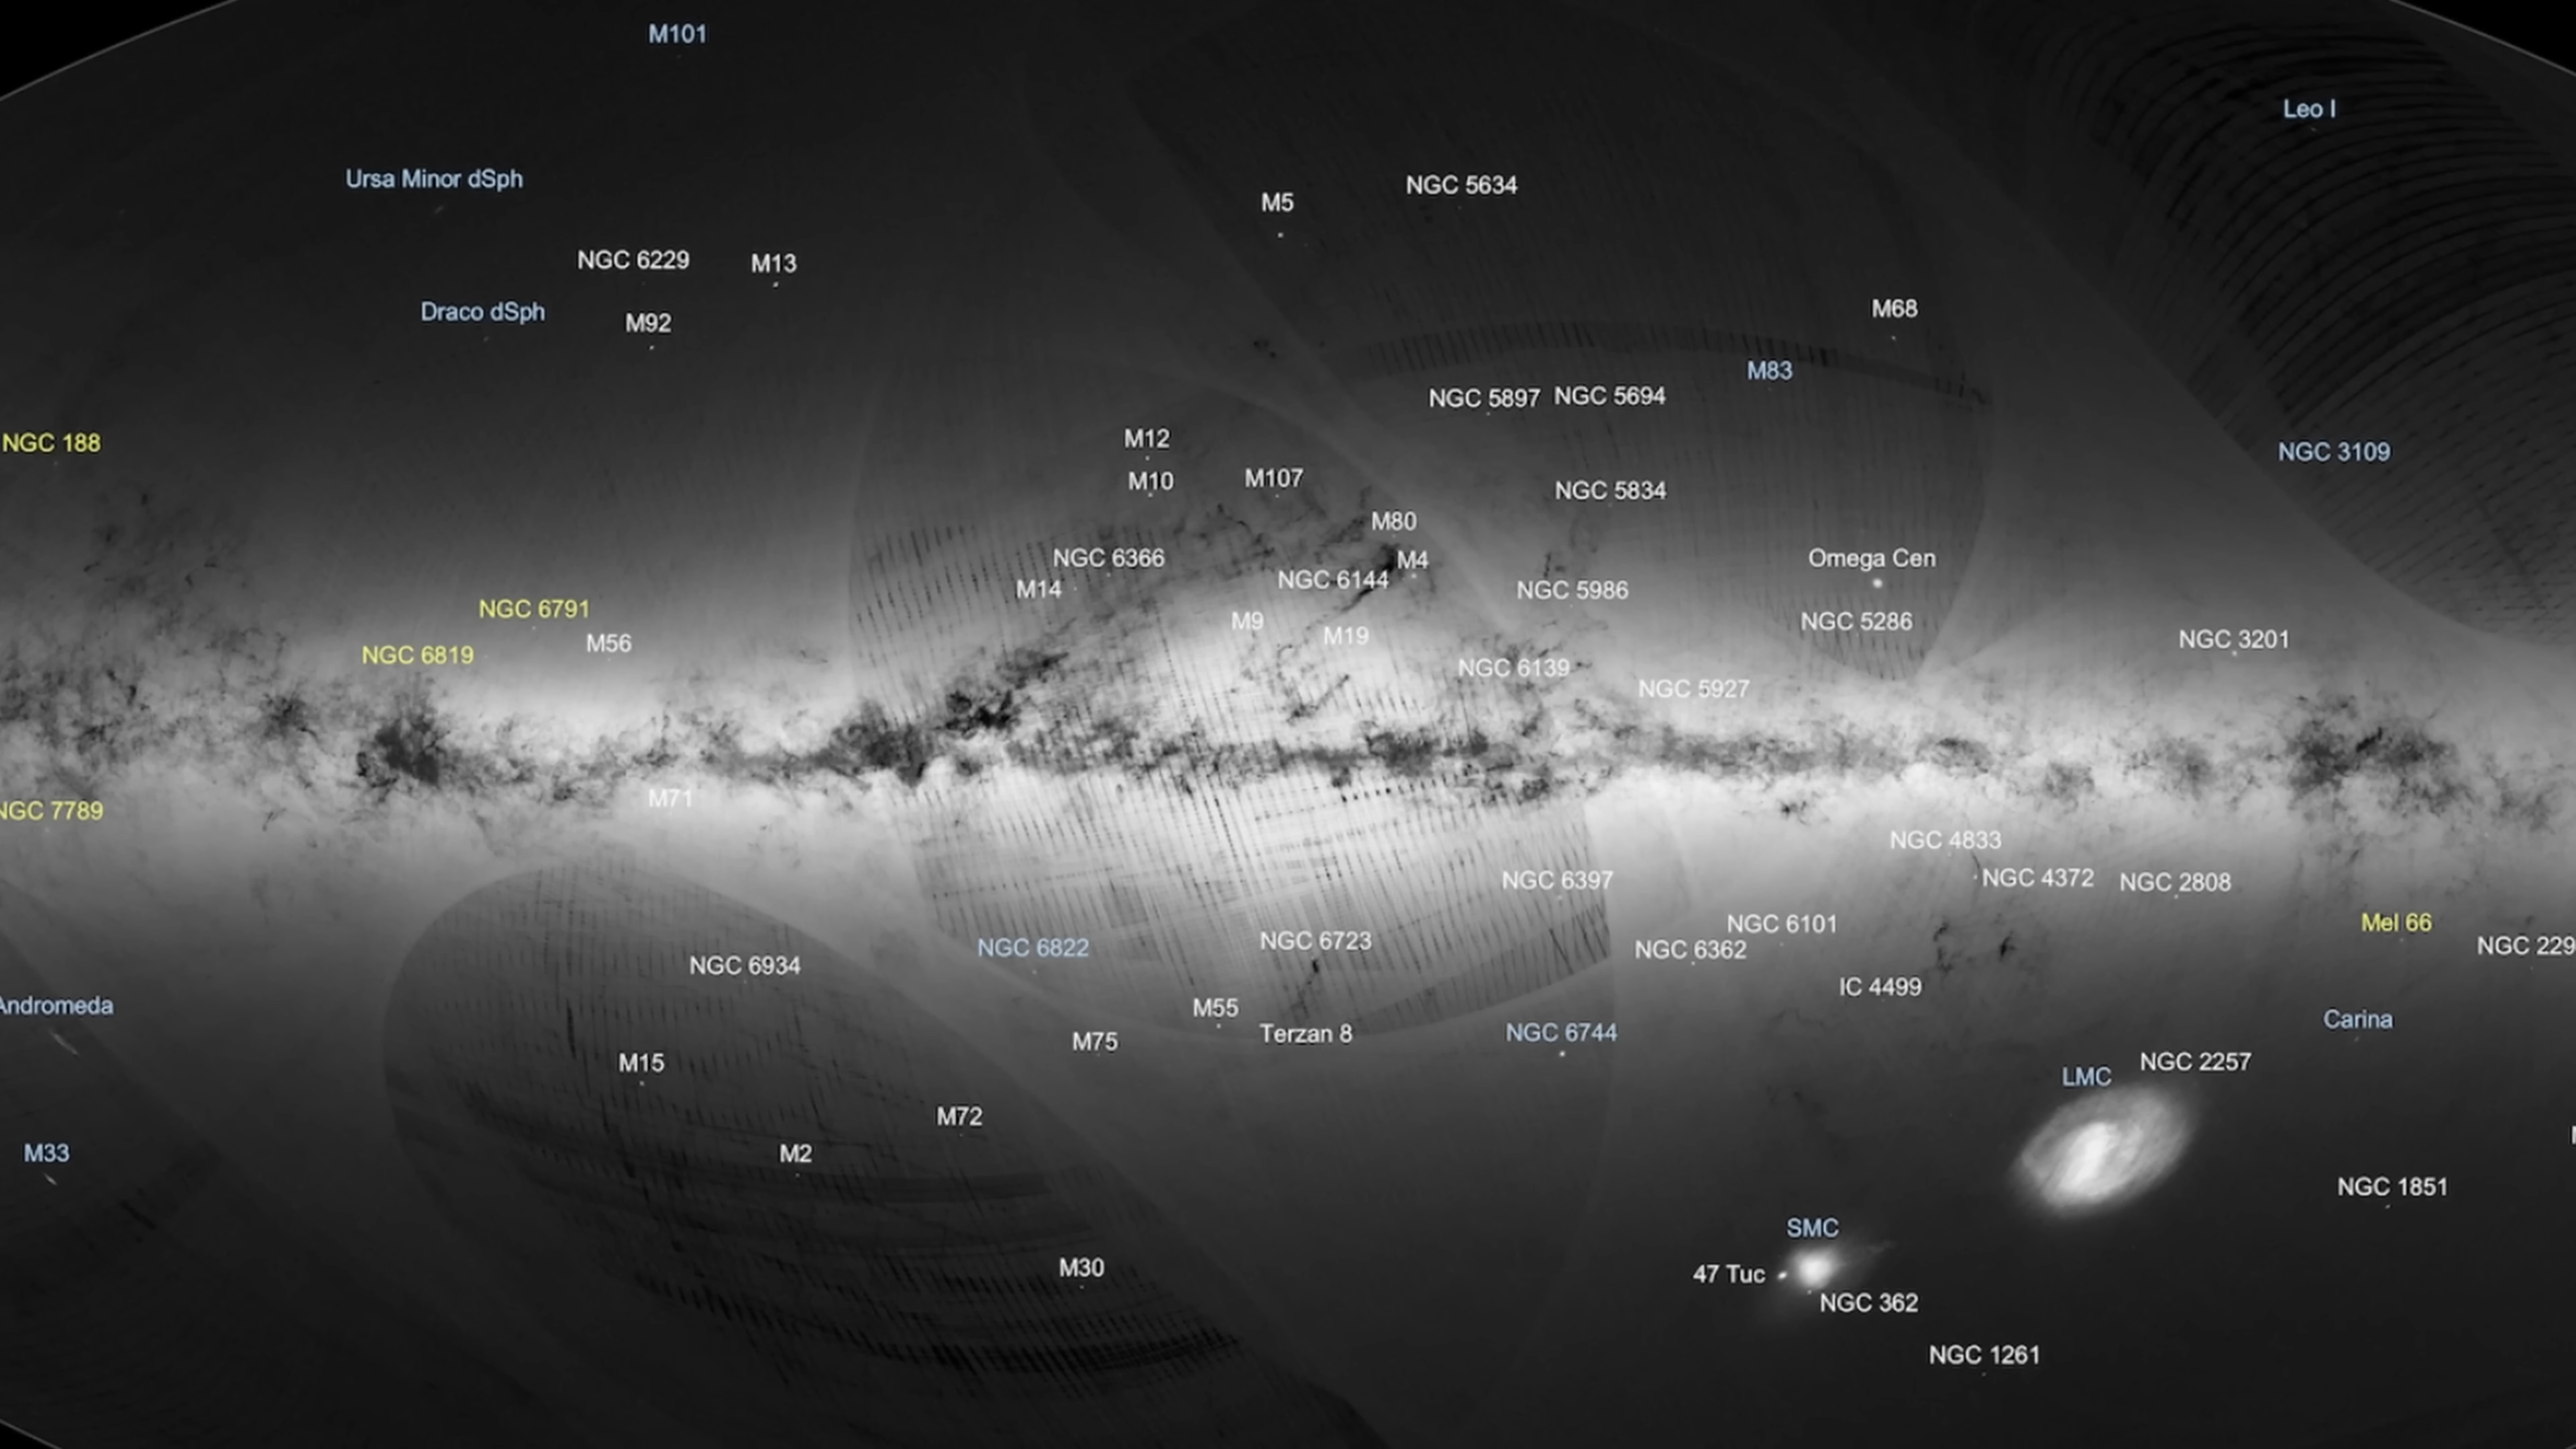 M101
Leo I
Ursa Minor dSph
NGC 5634
M5
NGC 6229
M13
M68
Draco dSph
M92
M83
NGC 5897
NGC 5694
M12
NGC 188
NGC 3109
M10
M107
NGC 5834
M80
NGC 6366
M4
Omega Cen
NGC 6144
M14
NGC 5986
NGC 6791
M9
NGC 5286
M19
M56
NGC 3201
NGC 6819
NGC 6139
NGC 5927
M71
NGC 7789
NGC 4833
NGC 6397
NGC 4372
NGC 2808
NGC 6101
Mel 66
NGC 6723
NGC 6822
NGC 6362
NGC 229
NGC 6934
IC 4499
Andromeda
M55
Carina
Terzan 8
NGC 6744
M75
M15
NGC 2257
LMC
M72
M33
M2
NGC 1851
SMC
M30
47 Tuc
NGC 362
NGC 1261